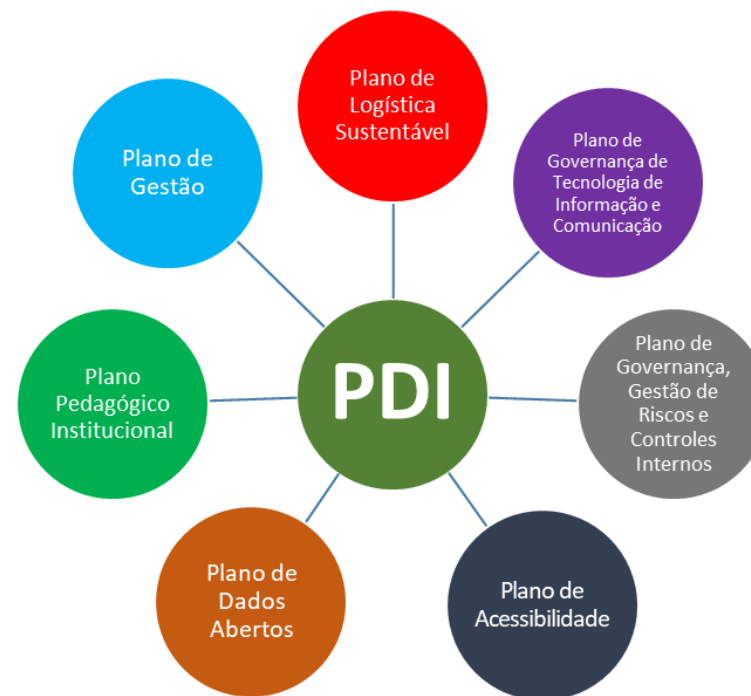 Plano de
Logística
Sustentável
Plano de
Governança de
Tecnologia de
Informação e
Comunicação
Plano de
Governança,
Gestão de
Riscos e
Controles
Internos
Plano de
Acessibilidade
Plano de
Dados
Abertos
Plano
Pedagógico
Institucional
Plano de
Gestão
PDI